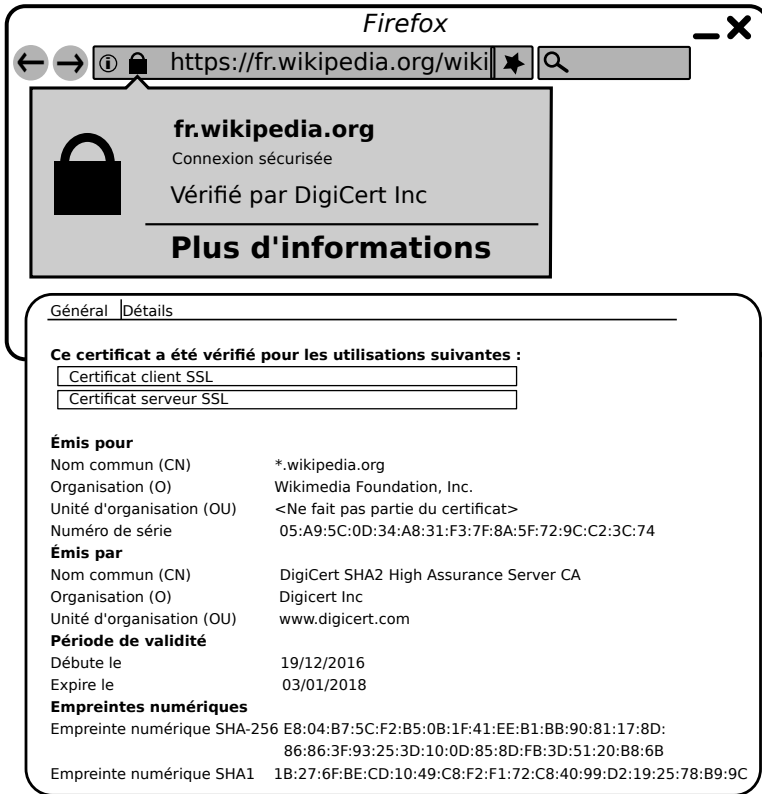 Firefox
https://fr.wikipedia.org/wiki
fr.wikipedia.org
Connexion sécurisée
Vérifié par DigiCert Inc
Plus d'informations
Général Détails
Ce certificat a été vérifié pour les utilisations suivantes :
Certificat client SSL
Certificat serveur SSL
Émis pour
Nom commun (CN) *.wikipedia.org
Organisation (O) Wikimedia Foundation, Inc.
Unité d'organisation (OU) <Ne fait pas partie du certificat>
Numéro de série 05:A9:5C:0D:34:A8:31:F3:7F:8A:5F:72:9C:C2:3C:74
Émis par
Nom commun (CN) DigiCert SHA2 High Assurance Server CA
Organisation (O) Digicert Inc
Unité d'organisation (OU) www.digicert.com
Période de validité
Débute le 19/12/2016
Expire le 03/01/2018
Empreintes numériques
Empreinte numérique SHA-256 E8:04:B7:5C:F2:B5:0B:1F:41:EE:B1:BB:90:81:17:8D:
86:86:3F:93:25:3D:10:0D:85:8D:FB:3D:51:20:B8:6B
Empreinte numérique SHA1 1B:27:6F:BE:CD:10:49:C8:F2:F1:72:C8:40:99:D2:19:25:78:B9:9C